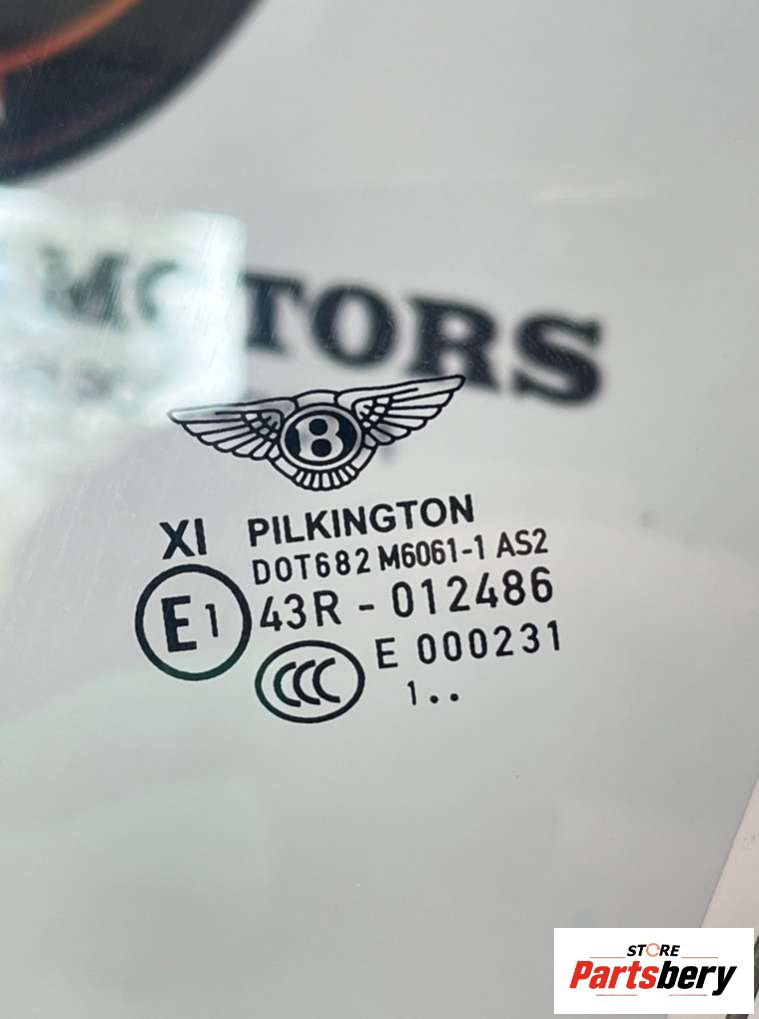 MOTORS
B
XI PILKINGTON
DOT682 M6061-1 AS2
E1 43R - 012486
CCC E 000231
1..
STORE
Partsbery